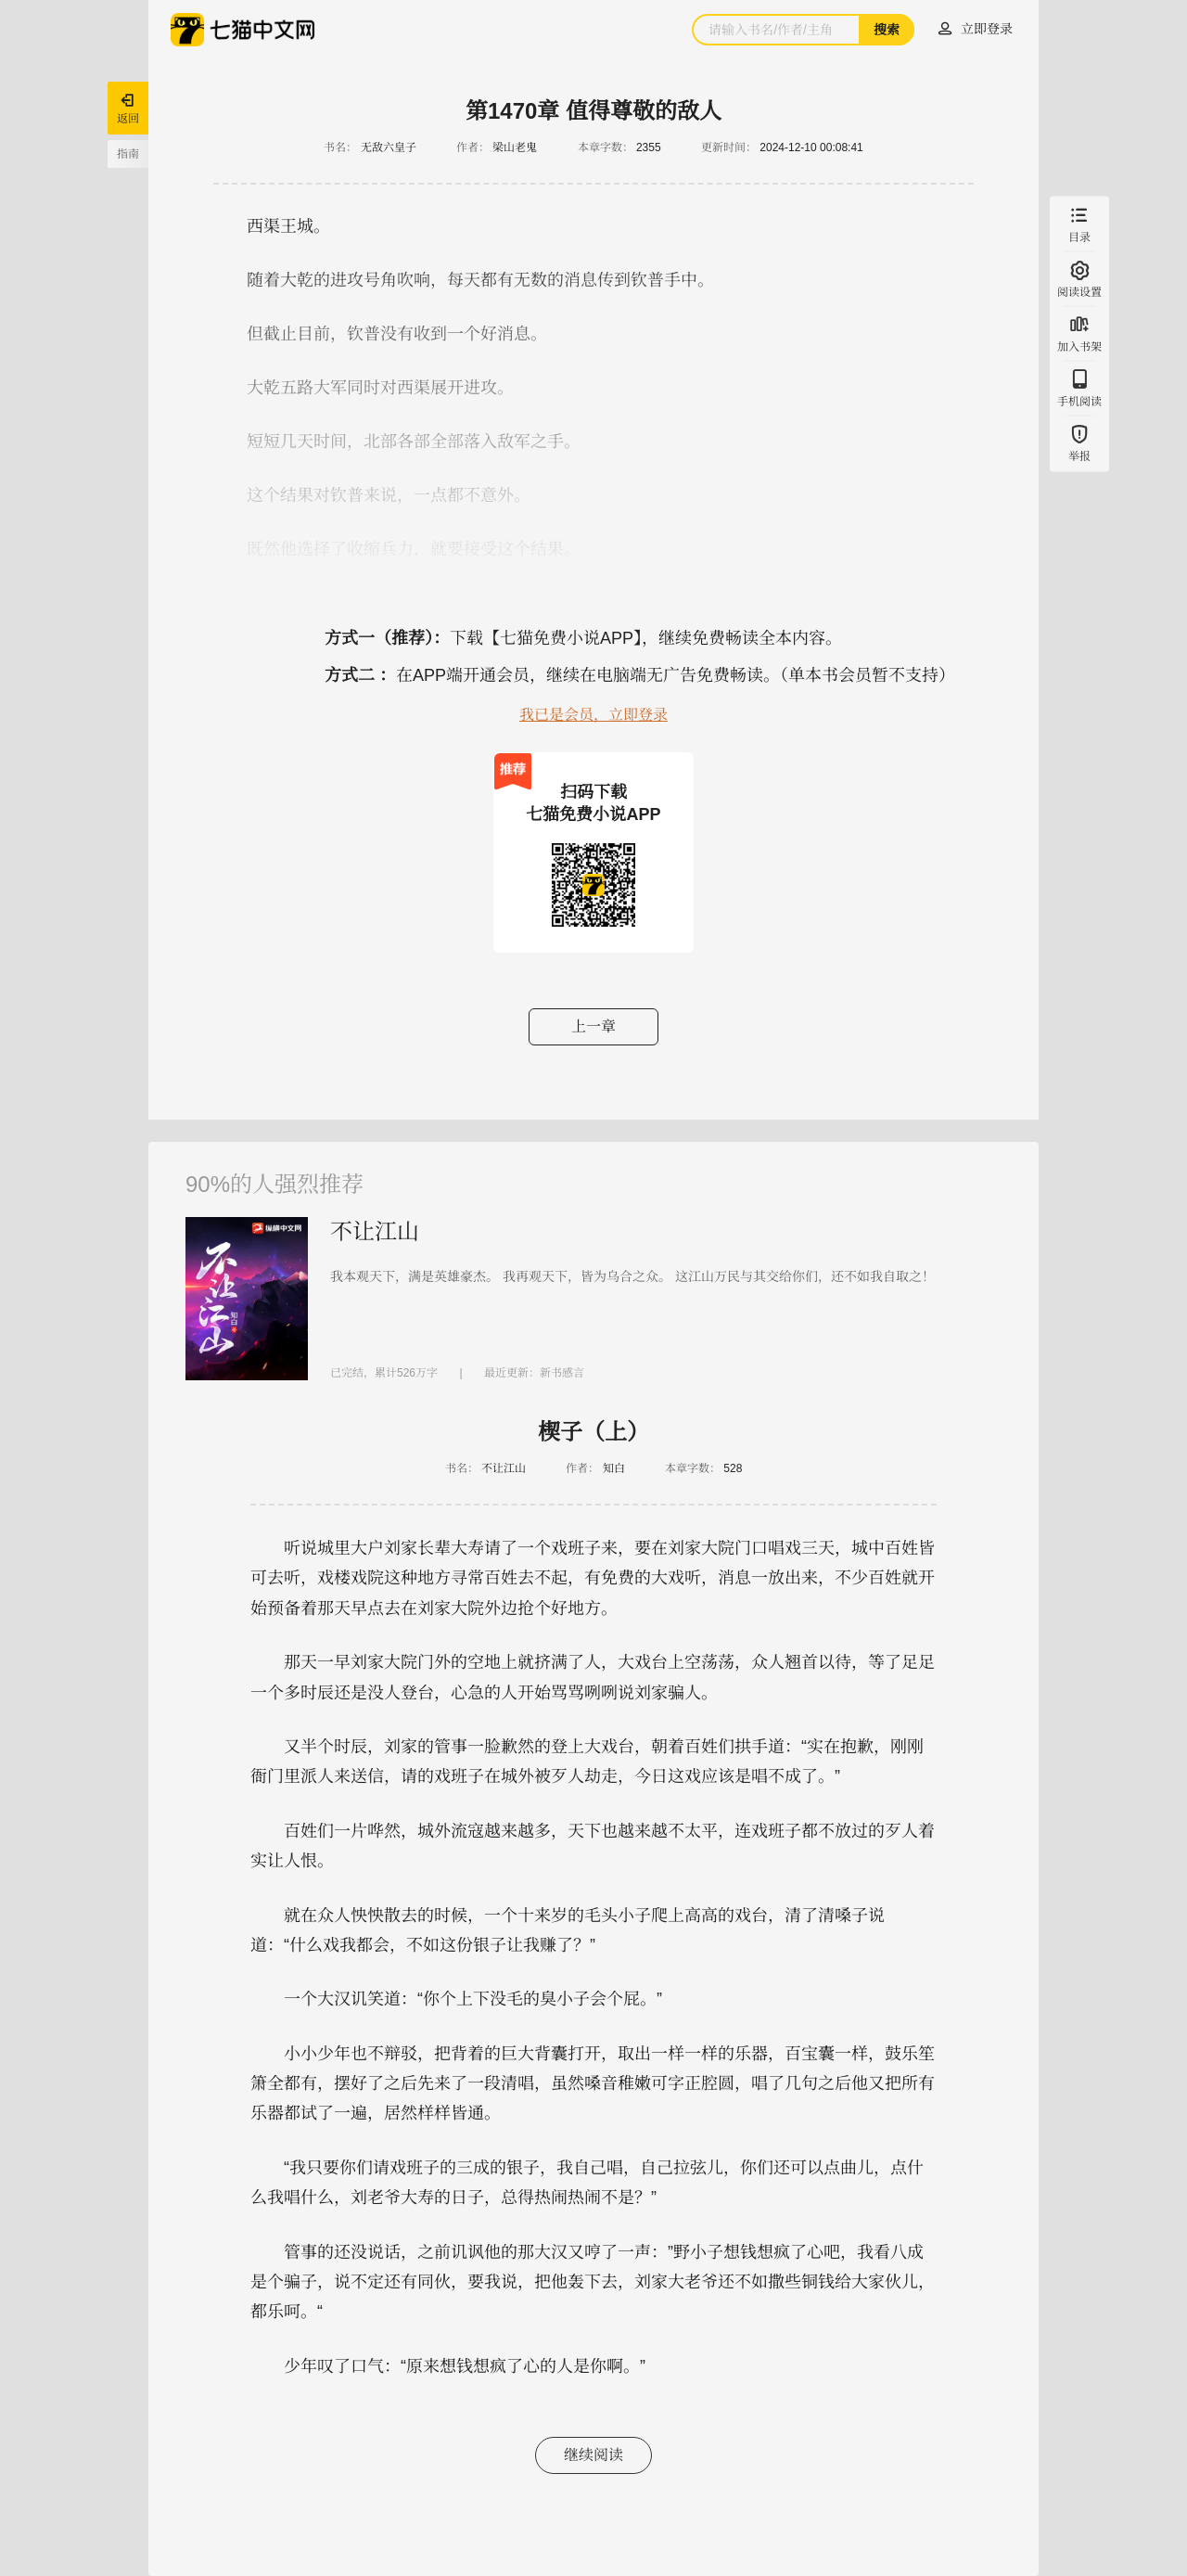 七猫中文网
请输入书名/作者/主角
搜索
立即登录
返回
指南
第1470章 值得尊敬的敌人
书名： 无敌六皇子 作者： 梁山老鬼 本章字数： 2355 更新时间： 2024-12-10 00:08:41
目录
阅读设置
加入书架
手机阅读
举报
西渠王城。
随着大乾的进攻号角吹响，每天都有无数的消息传到钦普手中。
但截止目前，钦普没有收到一个好消息。
大乾五路大军同时对西渠展开进攻。
短短几天时间，北部各部全部落入敌军之手。
这个结果对钦普来说，一点都不意外。
既然他选择了收缩兵力，就要接受这个结果。
方式一（推荐）：下载【七猫免费小说APP】，继续免费畅读全本内容。
方式二 ：在APP端开通会员，继续在电脑端无广告免费畅读。（单本书会员暂不支持）
我已是会员，立即登录
推荐
扫码下载
七猫免费小说APP
上一章
90%的人强烈推荐
纵横中文网
不让江山
知白
不让江山
我本观天下，满是英雄豪杰。 我再观天下，皆为乌合之众。 这江山万民与其交给你们，还不如我自取之！
已完结，累计526万字 | 最近更新：新书感言
楔子（上）
书名： 不让江山 作者： 知白 本章字数： 528
听说城里大户刘家长辈大寿请了一个戏班子来，要在刘家大院门口唱戏三天，城中百姓皆
可去听，戏楼戏院这种地方寻常百姓去不起，有免费的大戏听，消息一放出来，不少百姓就开
始预备着那天早点去在刘家大院外边抢个好地方。
那天一早刘家大院门外的空地上就挤满了人，大戏台上空荡荡，众人翘首以待，等了足足
一个多时辰还是没人登台，心急的人开始骂骂咧咧说刘家骗人。
又半个时辰，刘家的管事一脸歉然的登上大戏台，朝着百姓们拱手道：“实在抱歉，刚刚
衙门里派人来送信，请的戏班子在城外被歹人劫走，今日这戏应该是唱不成了。”
百姓们一片哗然，城外流寇越来越多，天下也越来越不太平，连戏班子都不放过的歹人着
实让人恨。
就在众人怏怏散去的时候，一个十来岁的毛头小子爬上高高的戏台，清了清嗓子说
道：“什么戏我都会，不如这份银子让我赚了？”
一个大汉讥笑道：“你个上下没毛的臭小子会个屁。”
小小少年也不辩驳，把背着的巨大背囊打开，取出一样一样的乐器，百宝囊一样，鼓乐笙
箫全都有，摆好了之后先来了一段清唱，虽然嗓音稚嫩可字正腔圆，唱了几句之后他又把所有
乐器都试了一遍，居然样样皆通。
“我只要你们请戏班子的三成的银子，我自己唱，自己拉弦儿，你们还可以点曲儿，点什
么我唱什么，刘老爷大寿的日子，总得热闹热闹不是？”
管事的还没说话，之前讥讽他的那大汉又哼了一声：”野小子想钱想疯了心吧，我看八成
是个骗子，说不定还有同伙，要我说，把他轰下去，刘家大老爷还不如撒些铜钱给大家伙儿，
都乐呵。“
少年叹了口气：“原来想钱想疯了心的人是你啊。”
继续阅读